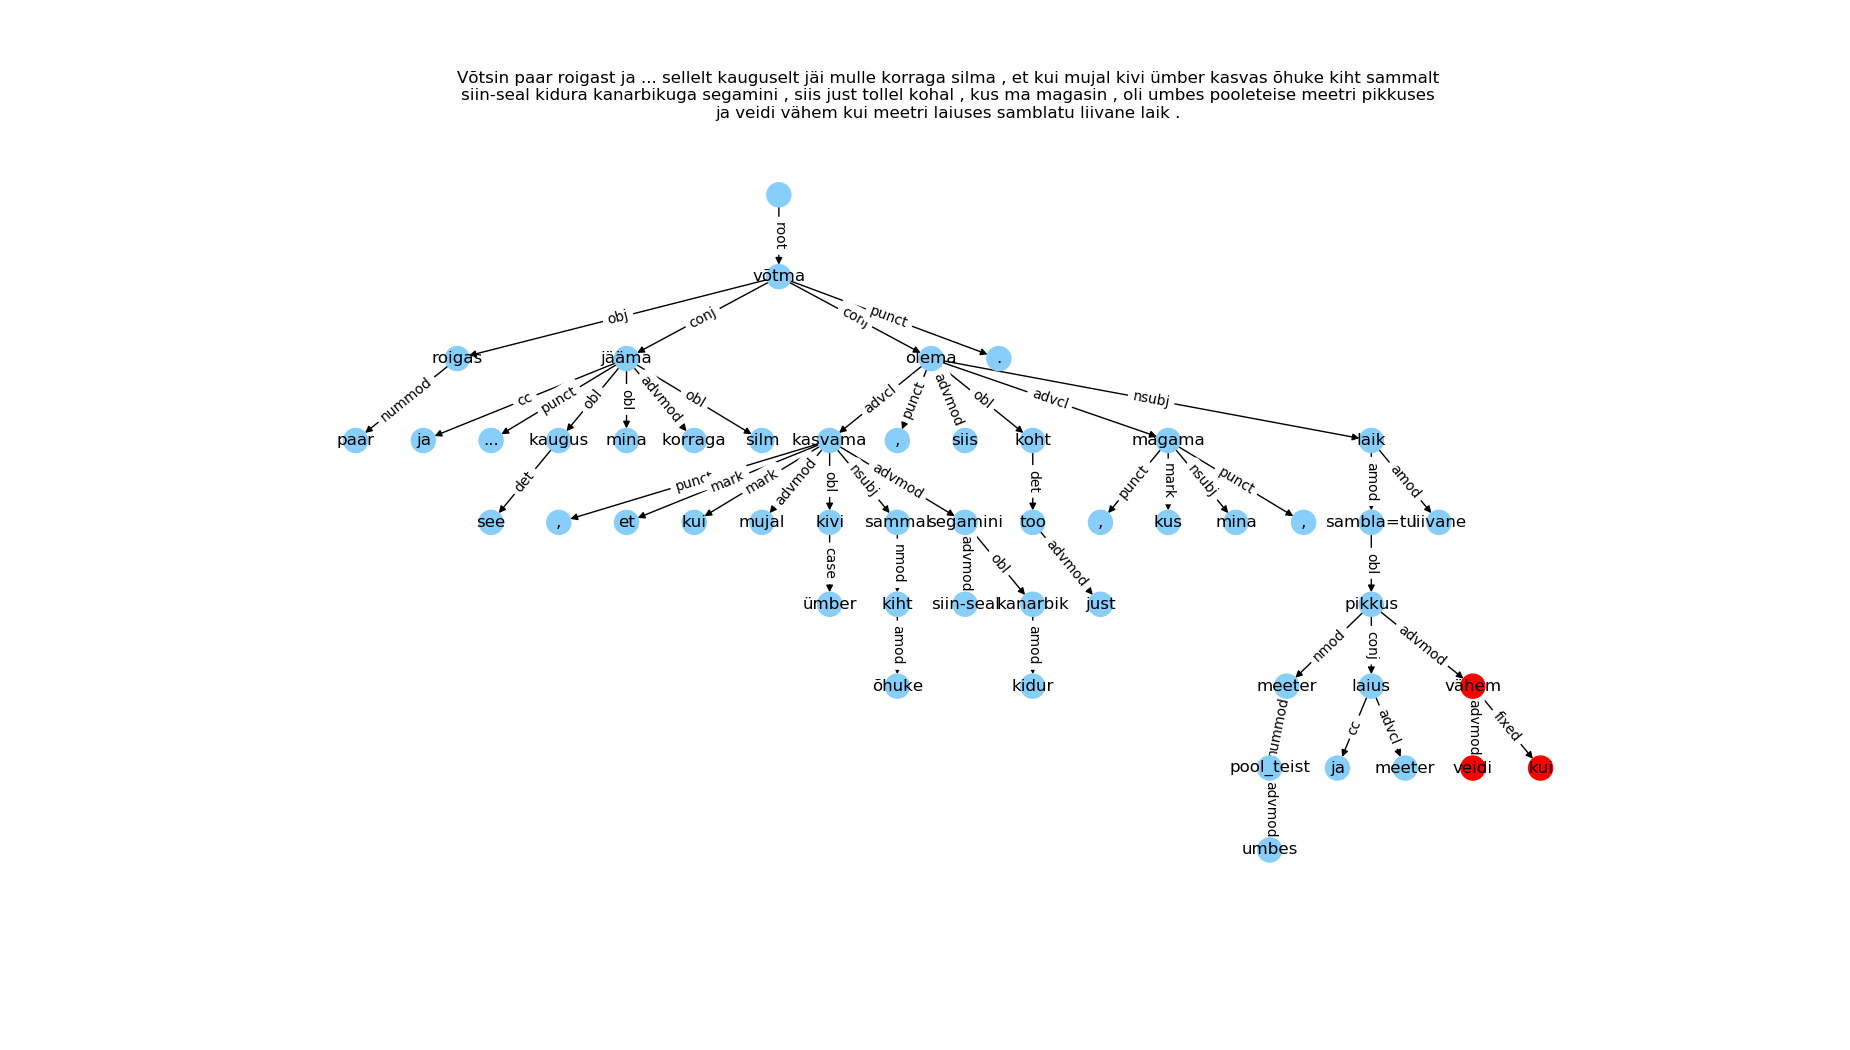 Võtsin paar roigast ja ... sellelt kauguselt jäi mulle korraga silma , et kui mujal kivi ümber kasvas õhuke kiht sammalt
siin-seal kidura kanarbikuga segamini , siis just tollel kohal , kus ma magasin , oli umbes pooleteise meetri pikkuses
ja veidi vähem kui meetri laiuses samblatu liivane laik .
root
võtma
obj conj conj punct
roigas jääma olema .
nummod cc punct obl obl advmod obl advcl punct advmod obl advcl nsubj
paar ja ... kaugus mina korraga silm kasvama , siis koht magama laik
det punct mark mark advmod obl nsubj advmod det punct mark nsubj punct amod amod
see , et kui mujal kivi sammal segamini too , kus mina , sambla=tu liivane
case nmod advmod obl advmod obl
ümber kiht siin-seal kanarbik just pikkus
amod amod nmod conj advmod
õhuke kidur meeter laius vähem
nummod cc advcl advmod fixed
pool_teist ja meeter veidi kui
advmod
umbes